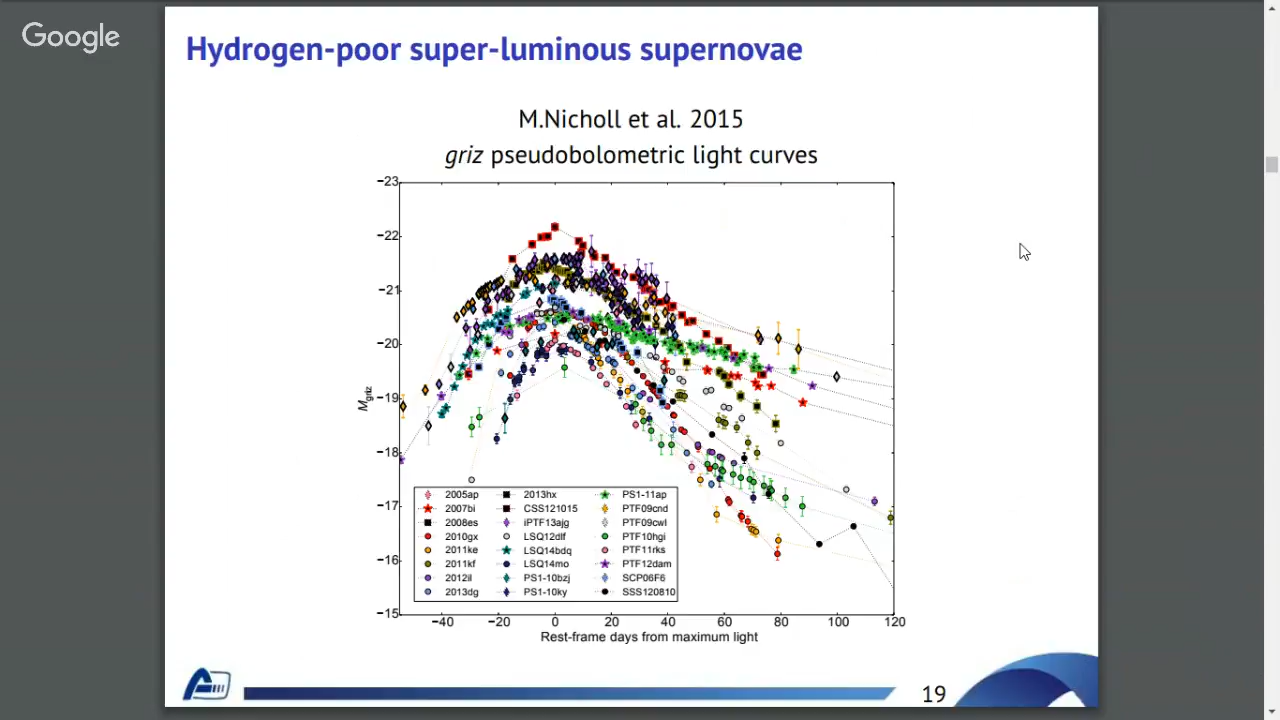 Google
Hydrogen-poor super-luminous supernovae
M.Nicholl et al. 2015
griz pseudobolometric light curves
−23
−22
−21
−20
−19
−18
−17
−16
−15
Mgriz
2005ap
2007bi
2008es
2010gx
2011ke
2011kf
2012il
2013dg
2013hx
CSS121015
iPTF13ajg
LSQ12dlf
LSQ14bdq
LSQ14mo
PS1-10bzj
PS1-10ky
PS1-11ap
PTF09cnd
PTF09cwl
PTF10hgi
PTF11rks
PTF12dam
SCP06F6
SSS120810
−40 −20 0 20 40 60 80 100 120
Rest-frame days from maximum light
19